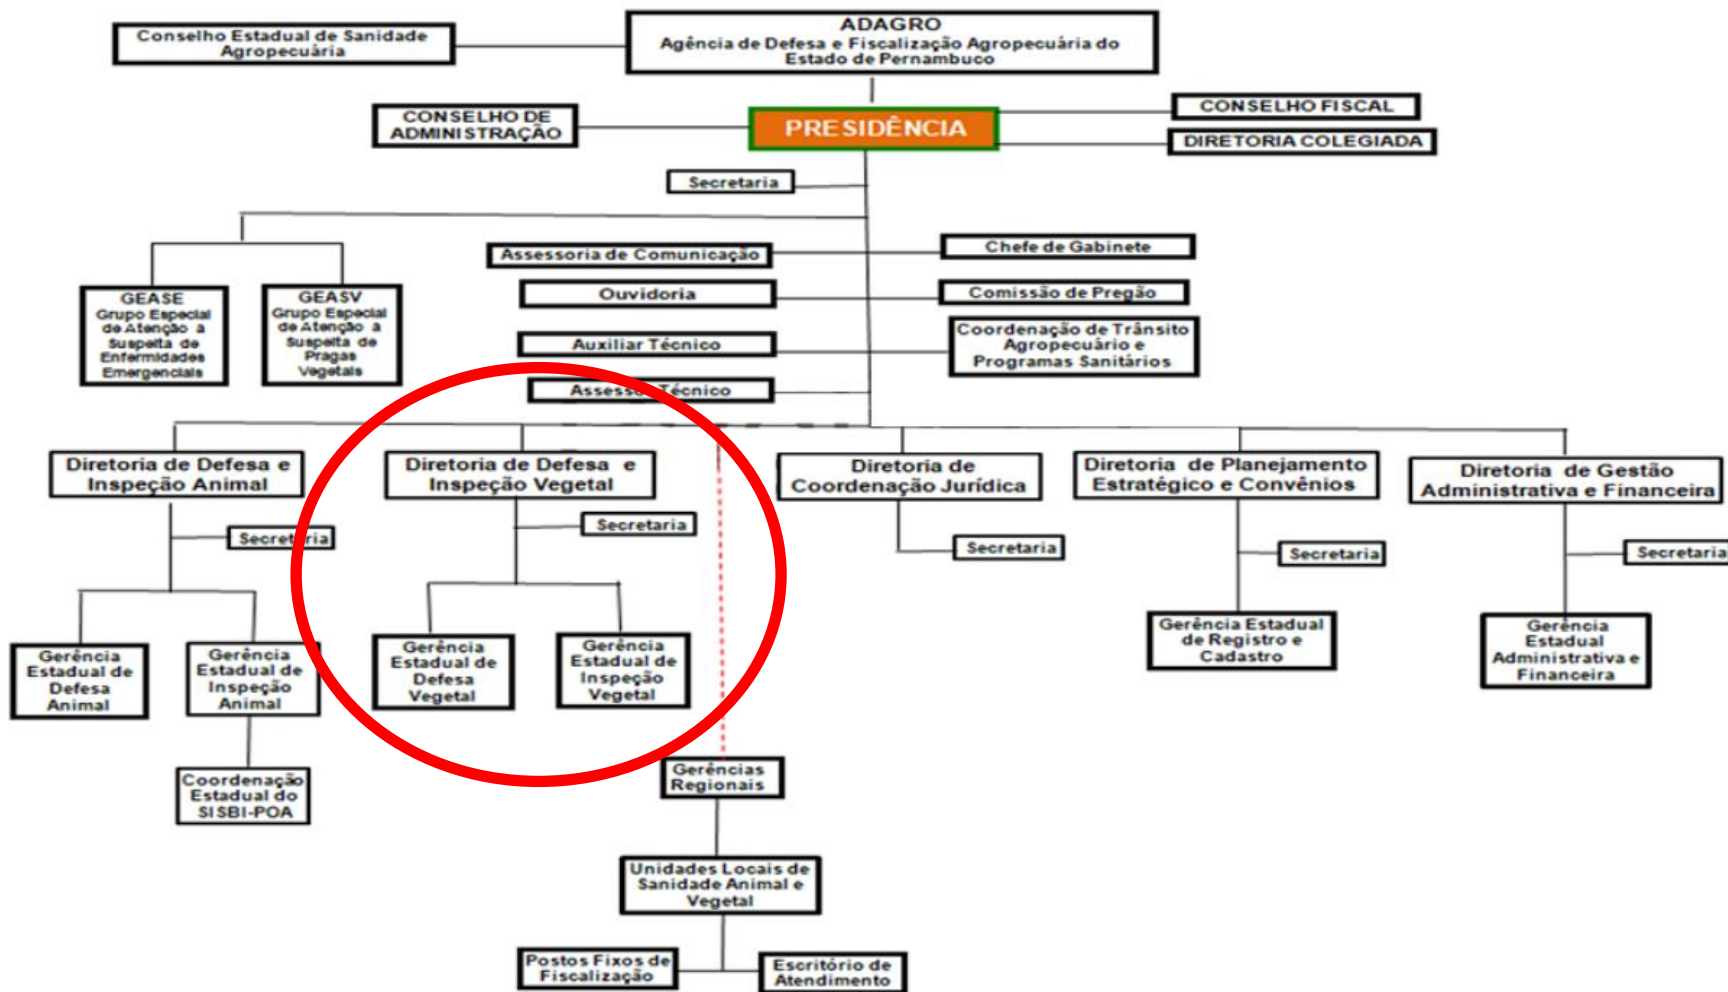 ADAGRO
Agência de Defesa e Fiscalização Agropecuária do
Estado de Pernambuco
Conselho Estadual de Sanidade
Agropecuária
CONSELHO DE
ADMINISTRAÇÃO
PRESIDÊNCIA
CONSELHO FISCAL
DIRETORIA COLEGIADA
Secretaria
Assessoria de Comunicação
Chefe de Gabinete
Ouvidoria
Comissão de Pregão
Auxiliar Técnico
Coordenação de Trânsito
Agropecuário e
Programas Sanitários
Assessor Técnico
GEASE
Grupo Especial
de Atenção à
Suspeita de
Enfermidades
Emergenciais
GEASV
Grupo Especial
de Atenção à
Suspeita de
Pragas
Vegetais
Diretoria de Defesa e
Inspeção Animal
Secretaria
Gerência
Estadual de
Defesa
Animal
Gerência
Estadual de
Inspeção
Animal
Coordenação
Estadual do
SISBI-POA
Diretoria de Defesa e
Inspeção Vegetal
Secretaria
Gerência
Estadual de
Defesa
Vegetal
Gerência
Estadual de
Inspeção
Vegetal
Gerências
Regionais
Unidades Locais de
Sanidade Animal e
Vegetal
Postos Fixos de
Fiscalização
Escritório de
Atendimento
Diretoria de
Coordenação Jurídica
Secretaria
Diretoria de Planejamento
Estratégico e Convênios
Secretaria
Gerência Estadual
de Registro e
Cadastro
Diretoria de Gestão
Administrativa e Financeira
Secretaria
Gerência
Estadual
Administrativa e
Financeira